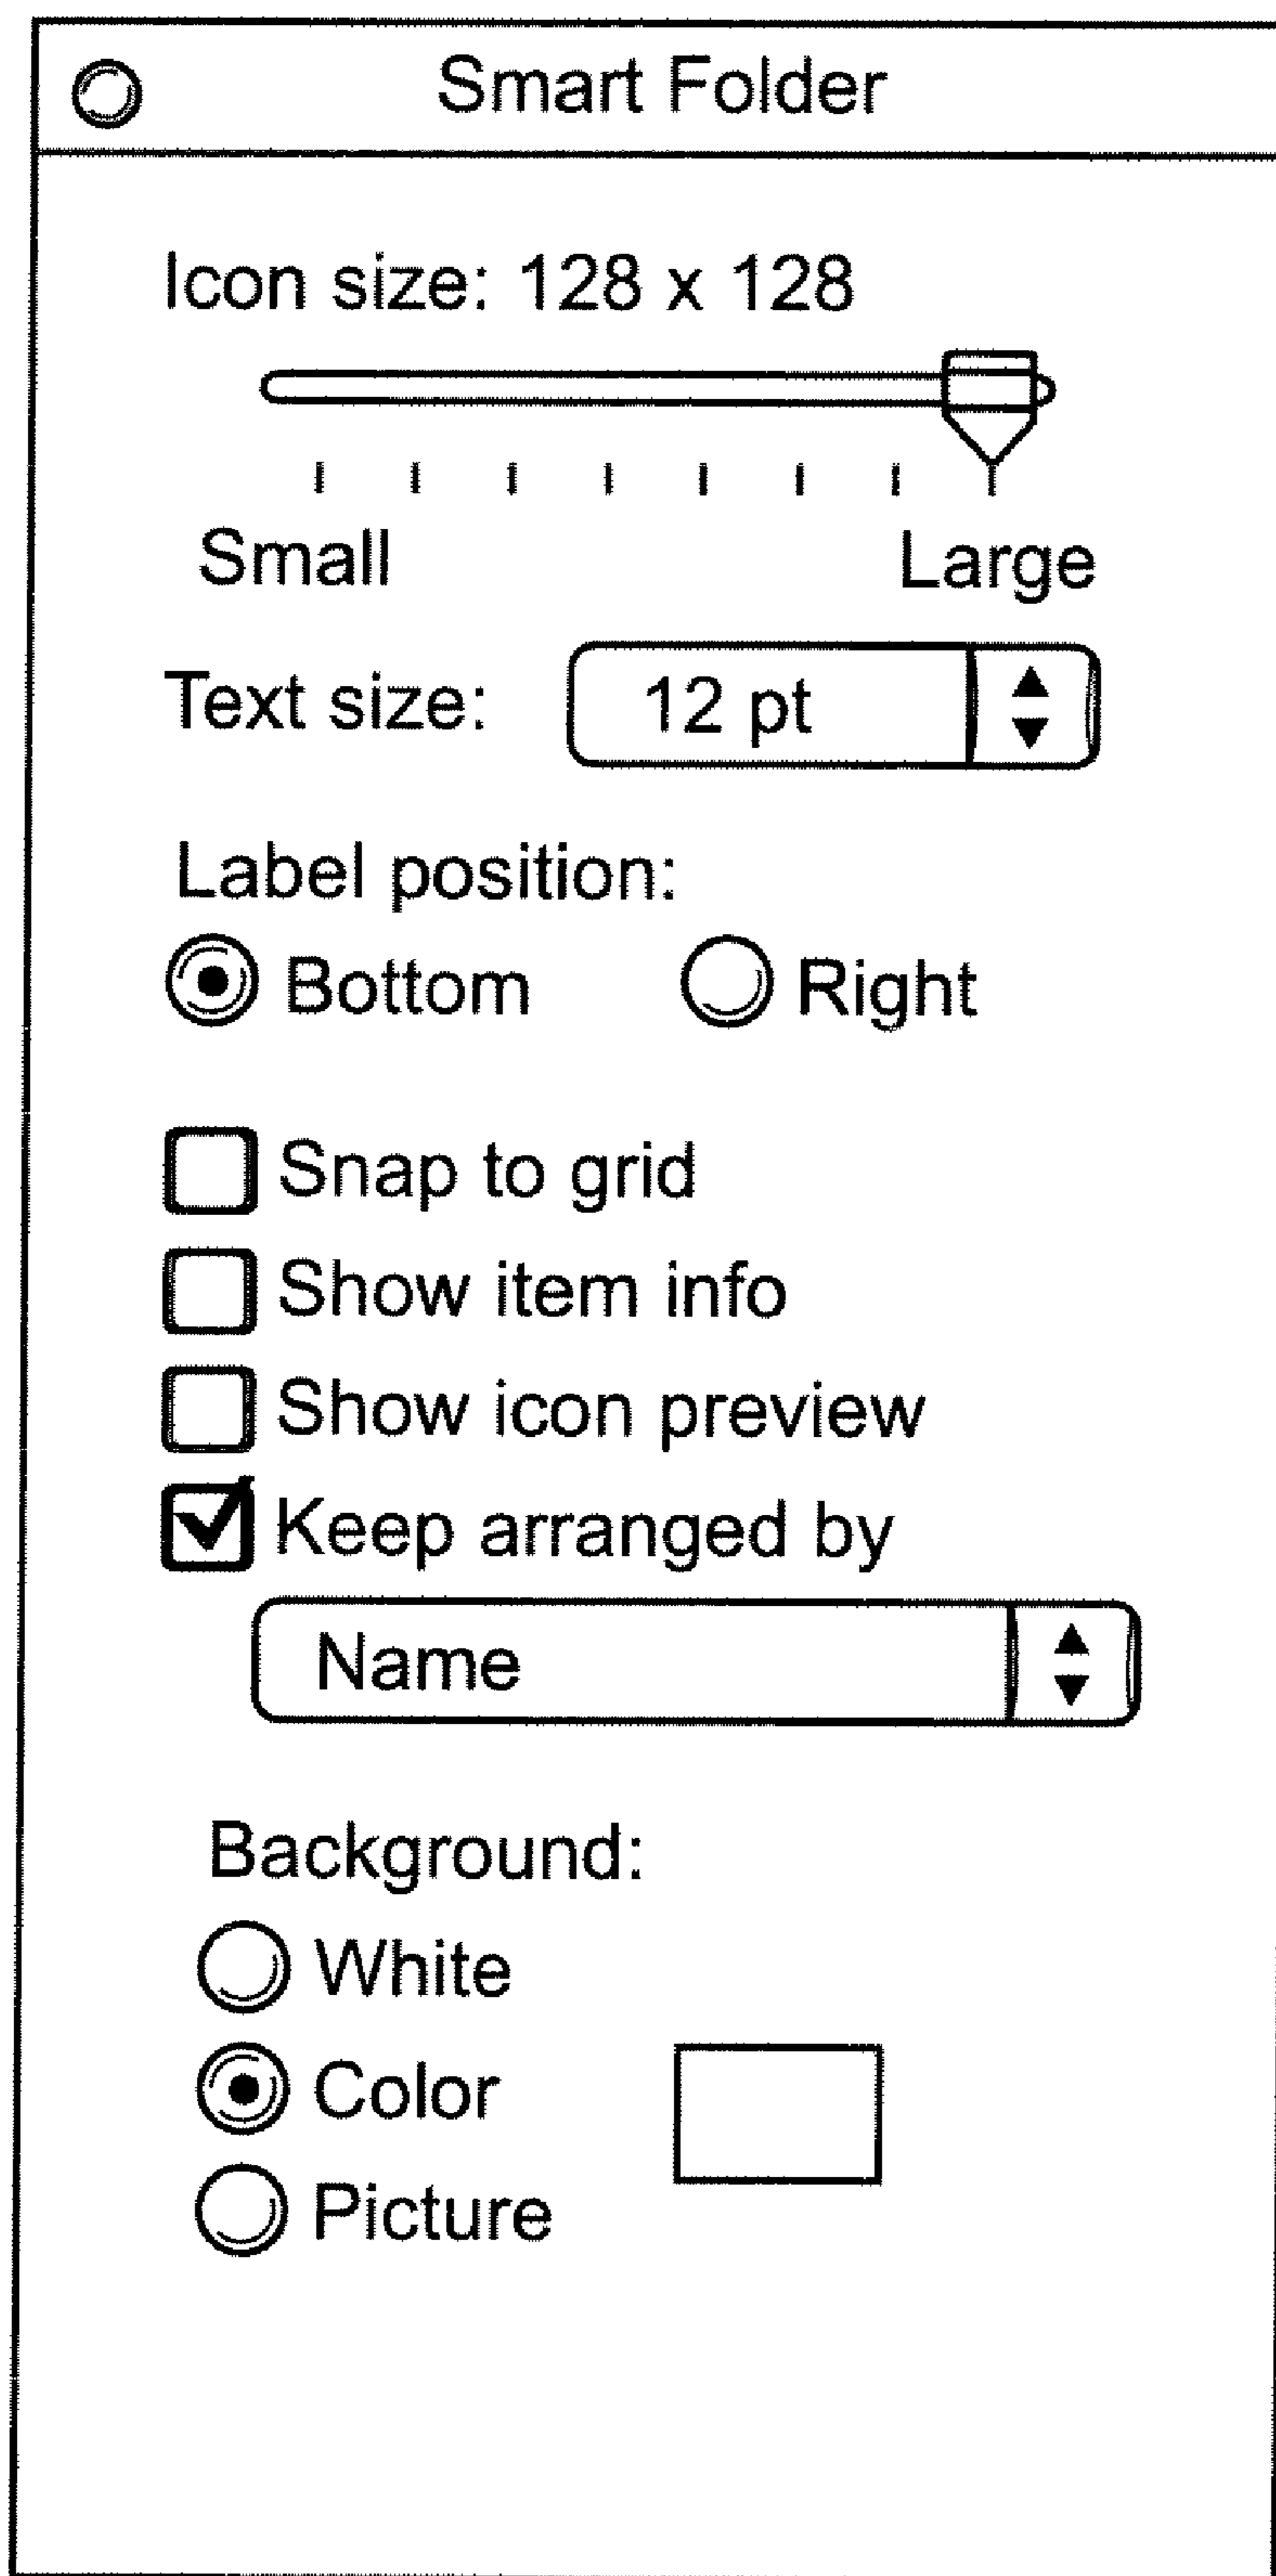 Smart Folder
Icon size: 128 x 128
Small Large
Text size: 12 pt
Label position:
Bottom Right
Snap to grid
Show item info
Show icon preview
Keep arranged by
Name
Background:
White
Color
Picture